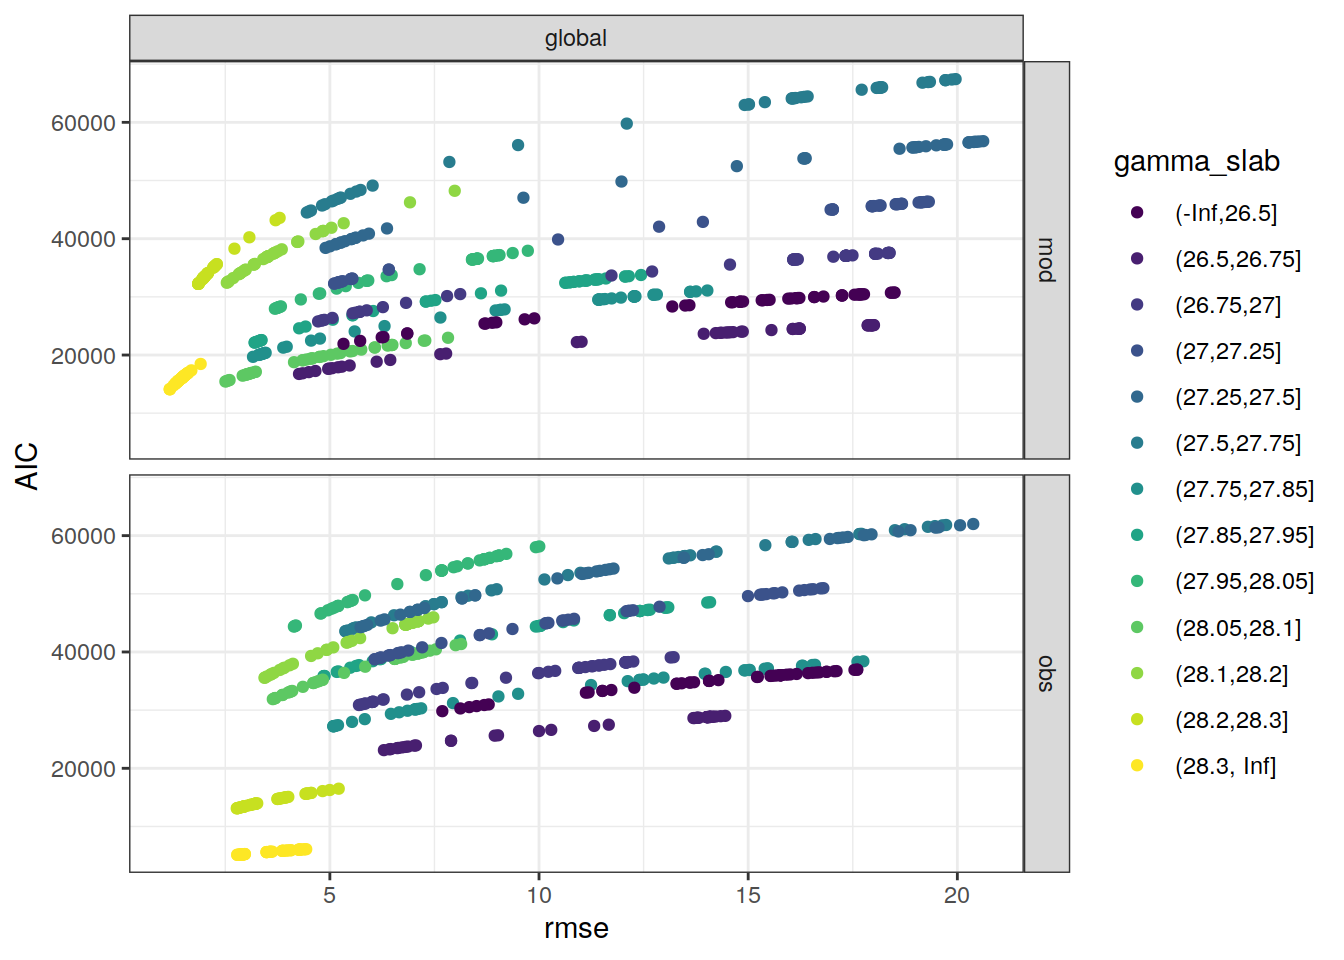 global
60000
40000
20000
mod
60000
40000
20000
obs
AIC
5
10
15
20
rmse
gamma_slab
(-Inf,26.5]
(26.5,26.75]
(26.75,27]
(27,27.25]
(27.25,27.5]
(27.5,27.75]
(27.75,27.85]
(27.85,27.95]
(27.95,28.05]
(28.05,28.1]
(28.1,28.2]
(28.2,28.3]
(28.3, Inf]